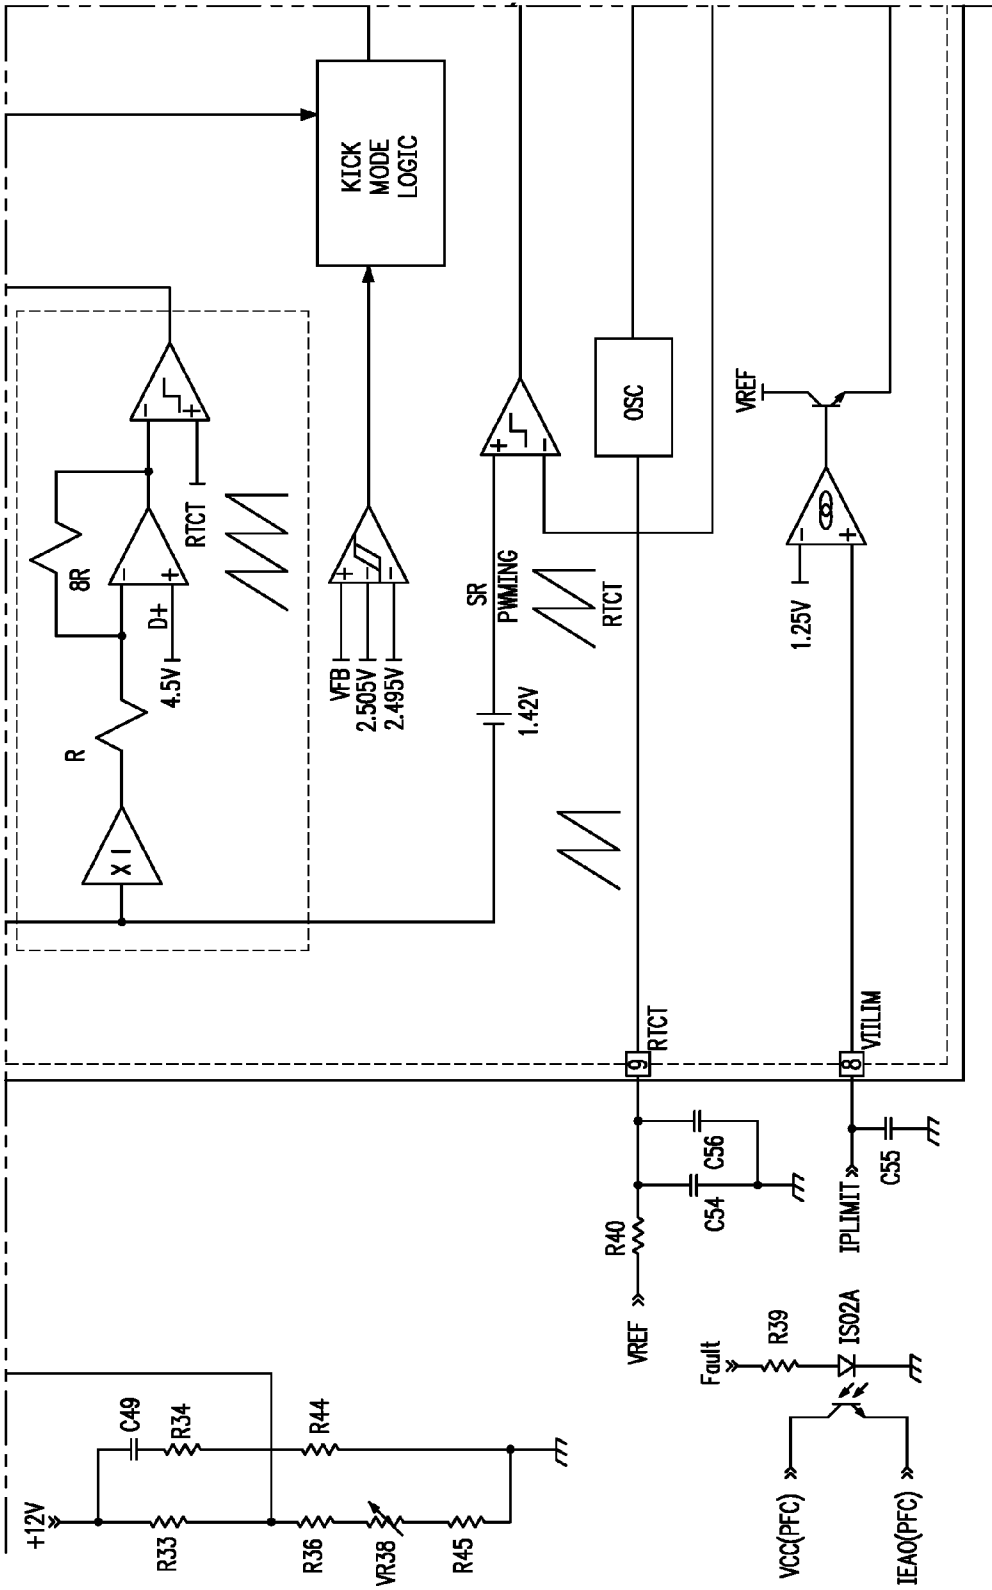 KICK
MODE
LOGIC
8R
R
X 1
D+
4.5V
RTCT
VFB
2.505V
2.495V
SR
PWMING
RTCT
1.42V
OSC
VREF
1.25V
9
RTCT
8
VIILIM
C56
C54
R40
VREF
C55
IPLIMIT
Fault
R39
ISO2A
VCC(PFC)
IEAO(PFC)
+12V
C49
R34
R44
R33
R36
VR38
R45